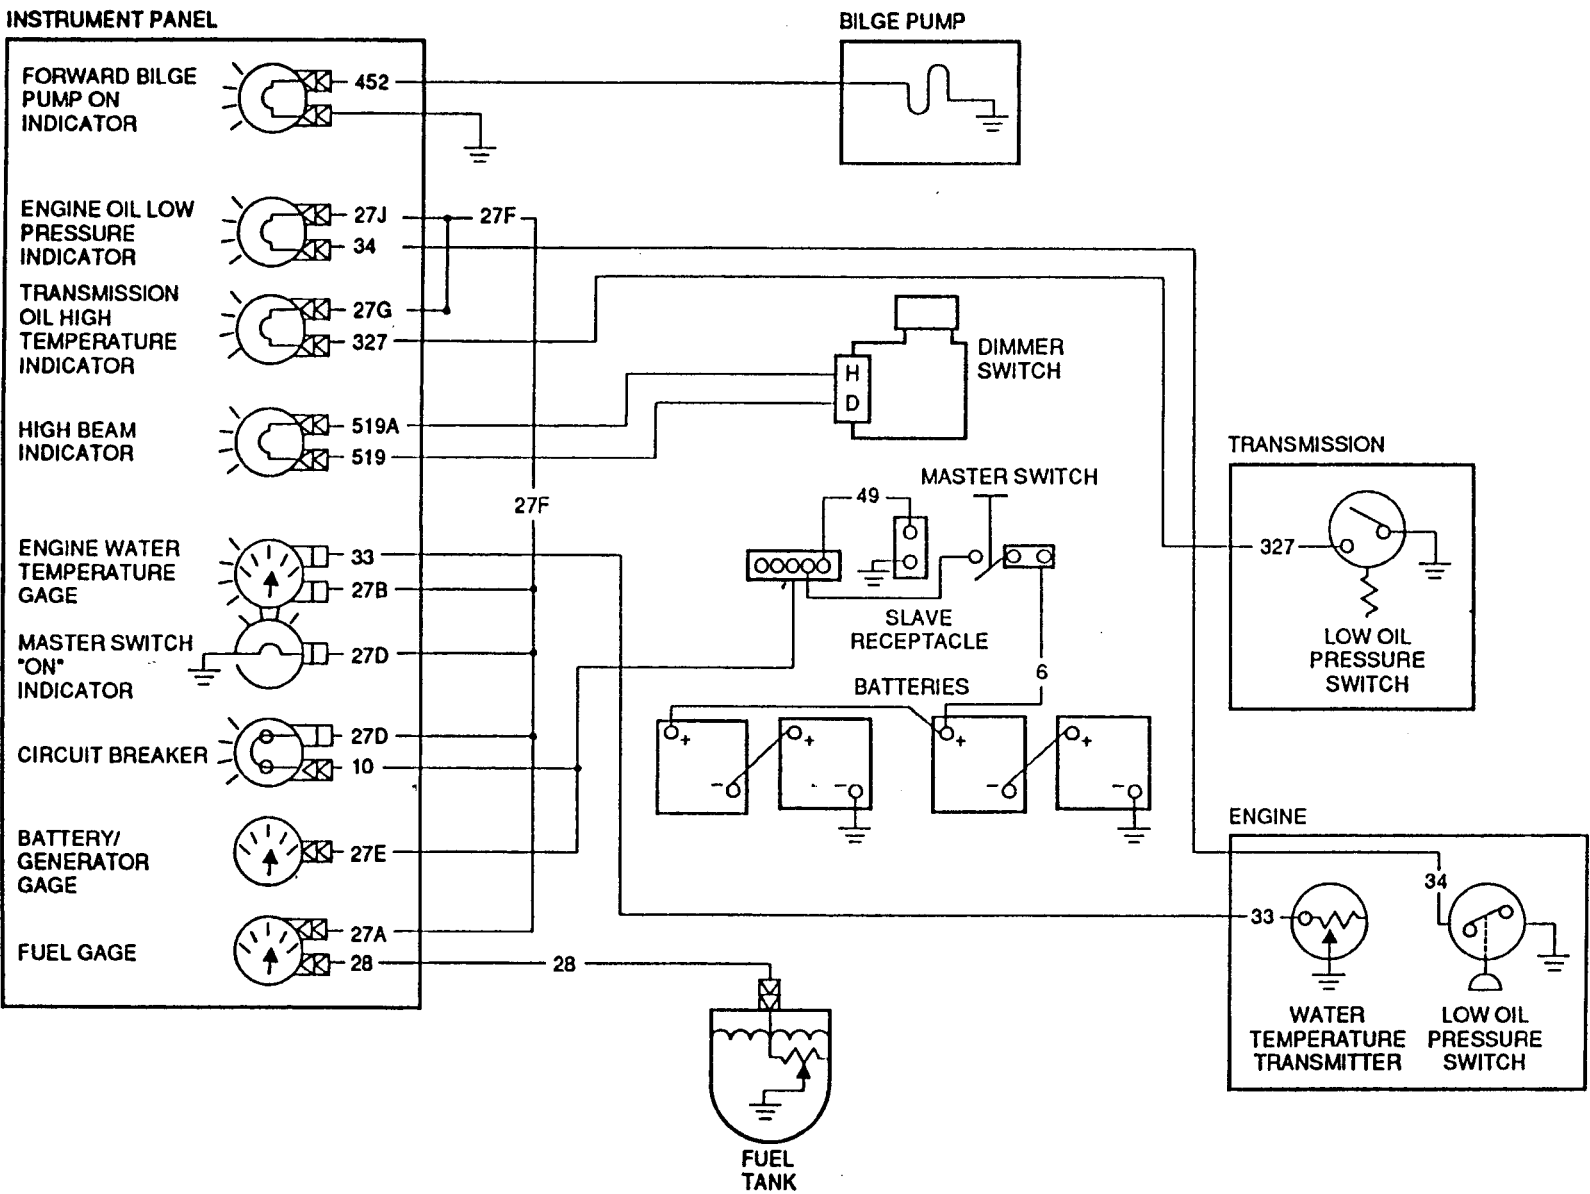 INSTRUMENT PANEL
FORWARD BILGE
PUMP ON
INDICATOR
452
ENGINE OIL LOW
PRESSURE
INDICATOR
27J
27F
34
TRANSMISSION
OIL HIGH
TEMPERATURE
INDICATOR
27G
327
HIGH BEAM
INDICATOR
519A
519
27F
ENGINE WATER
TEMPERATURE
GAGE
33
27B
MASTER SWITCH
"ON"
INDICATOR
27D
CIRCUIT BREAKER
27D
10
BATTERY/
GENERATOR
GAGE
27E
FUEL GAGE
27A
28
28
BILGE PUMP
DIMMER
SWITCH
H
D
MASTER SWITCH
49
SLAVE
RECEPTACLE
6
BATTERIES
+
−
+
−
+
−
+
−
FUEL
TANK
TRANSMISSION
327
LOW OIL
PRESSURE
SWITCH
ENGINE
34
33
WATER
TEMPERATURE
TRANSMITTER
LOW OIL
PRESSURE
SWITCH